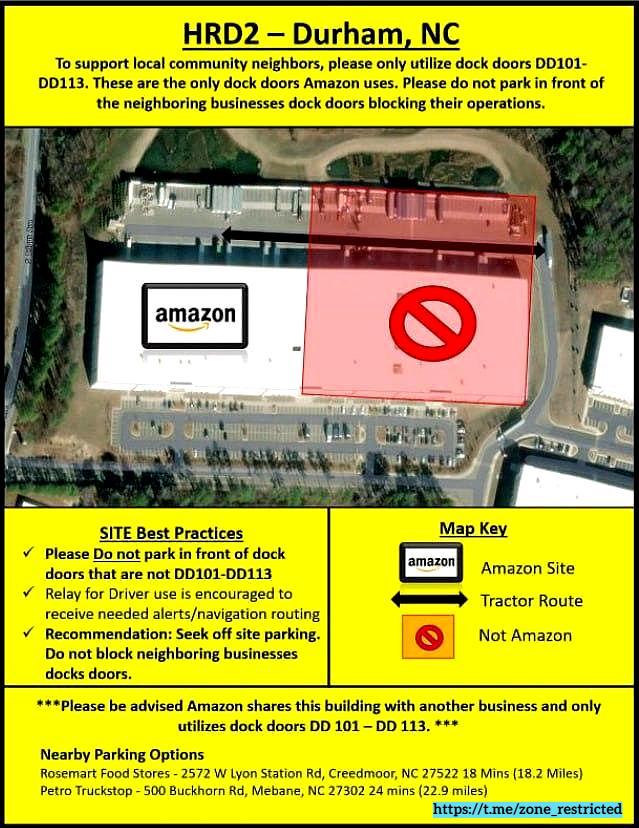 HRD2 – Durham, NC
To support local community neighbors, please only utilize dock doors DD101-
DD113. These are the only dock doors Amazon uses. Please do not park in front of
the neighboring businesses dock doors blocking their operations.
amazon
SITE Best Practices
✓ Please Do not park in front of dock
doors that are not DD101-DD113
✓ Relay for Driver use is encouraged to
receive needed alerts/navigation routing
✓ Recommendation: Seek off site parking.
Do not block neighboring businesses
docks doors.
Map Key
amazon Amazon Site
Tractor Route
Not Amazon
***Please be advised Amazon shares this building with another business and only
utilizes dock doors DD 101 – DD 113. ***
Nearby Parking Options
Rosemart Food Stores - 2572 W Lyon Station Rd, Creedmoor, NC 27522 18 Mins (18.2 Miles)
Petro Truckstop - 500 Buckhorn Rd, Mebane, NC 27302 24 mins (22.9 miles)
https://t.me/zone_restricted